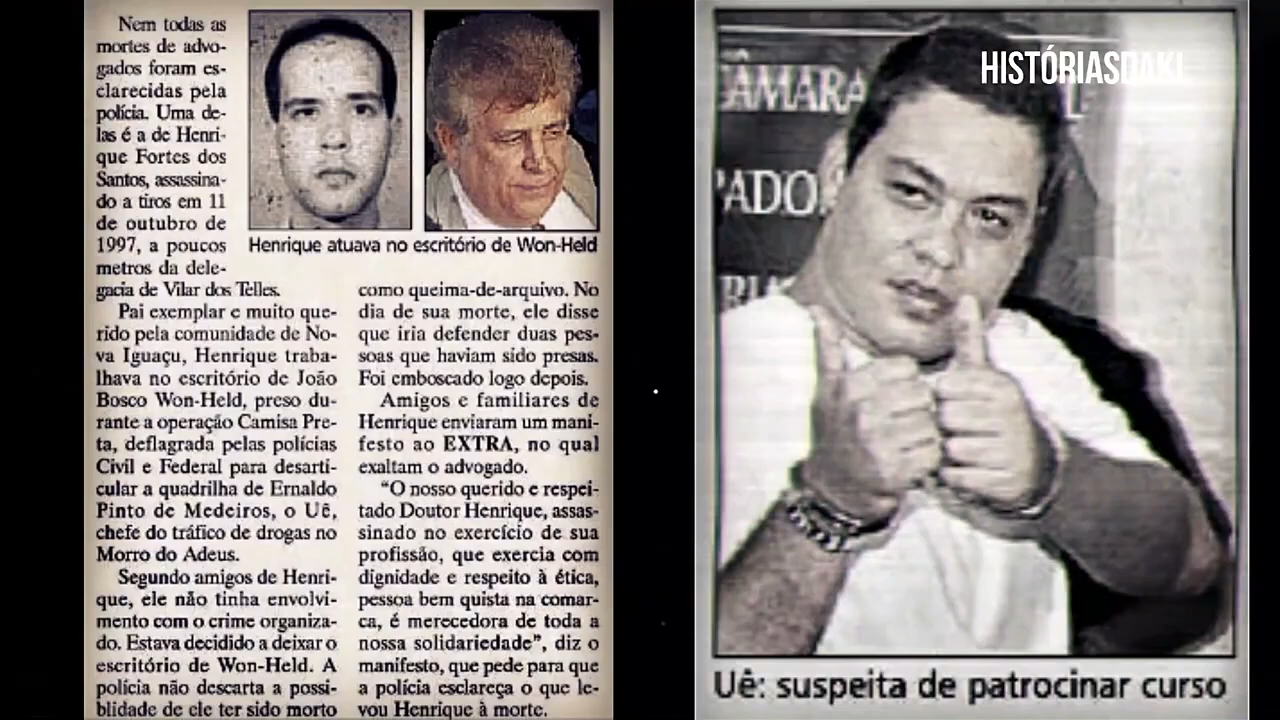 Nem todas as
mortes de advo-
gados foram es-
clarecidas pela
polícia. Uma de-
las é a de Henri-
que Fortes dos
Santos, assassina-
do a tiros em 11
de outubro de
1997, a poucos
metros da dele-
gacia de Vilar dos Telles.
Pai exemplar e muito que-
rido pela comunidade de No-
va Iguaçu, Henrique traba-
lhava no escritório de João
Bosco Won-Held, preso du-
rante a operação Camisa Pre-
ta, deflagrada pelas polícias
Civil e Federal para desarti-
cular a quadrilha de Ernaldo
Pinto de Medeiros, o Uê,
chefe do tráfico de drogas no
Morro do Adeus.
Segundo amigos de Henri-
que, ele não tinha envolvi-
mento com o crime organiza-
do. Estava decidido a deixar o
escritório de Won-Held. A
polícia não descarta a possi-
blidade de ele ter sido morto
Henrique atuava no escritório de Won-Held
como queima-de-arquivo. No
dia de sua morte, ele disse
que iria defender duas pes-
soas que haviam sido presas.
Foi emboscado logo depois.
Amigos e familiares de
Henrique enviaram um mani-
festo ao EXTRA, no qual
exaltam o advogado.
"O nosso querido e respei-
tado Doutor Henrique, assas-
sinado no exercício de sua
profissão, que exercia com
dignidade e respeito à ética,
pessoa bem quista na comar-
ca, é merecedora de toda a
nossa solidariedade", diz o
manifesto, que pede para que
a polícia esclareça o que le-
vou Henrique à morte.
HISTÓRIASDAKI
CÂMARA
ADO
Uê: suspeita de patrocinar curso